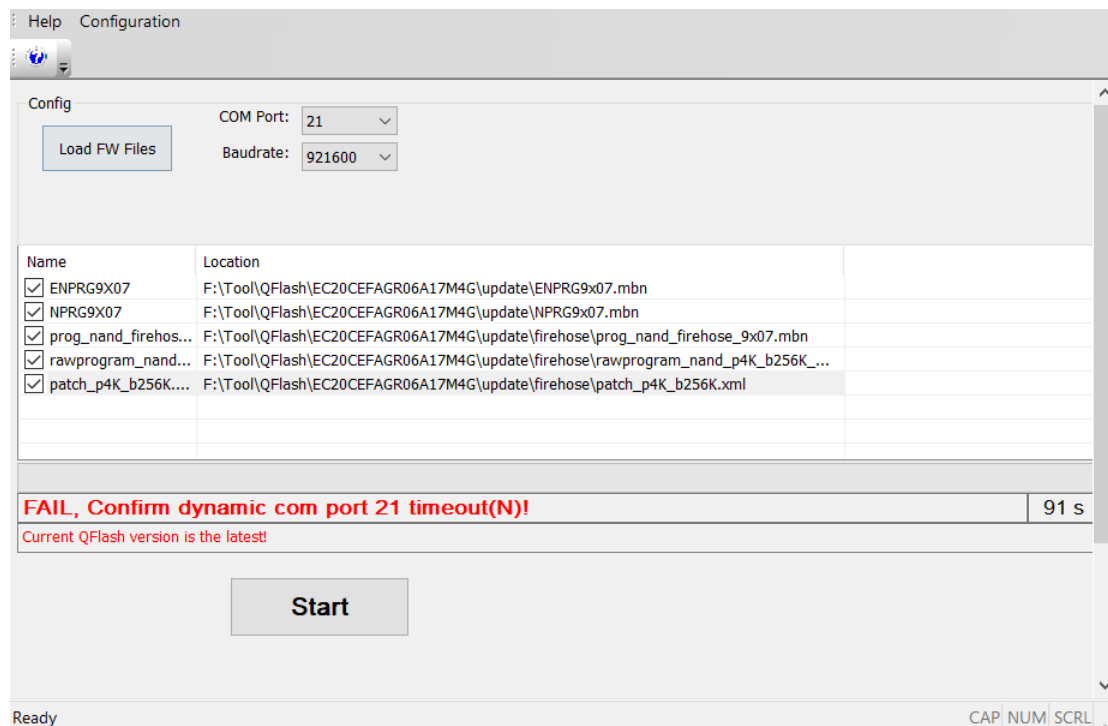 Help Configuration
Config
COM Port: 21
Load FW Files
Baudrate: 921600
Name Location
ENPRG9X07 F:\Tool\QFlash\EC20CEFAGR06A17M4G\update\ENPRG9x07.mbn
NPRG9X07 F:\Tool\QFlash\EC20CEFAGR06A17M4G\update\NPRG9x07.mbn
prog_nand_firehos... F:\Tool\QFlash\EC20CEFAGR06A17M4G\update\firehose\prog_nand_firehose_9x07.mbn
rawprogram_nand... F:\Tool\QFlash\EC20CEFAGR06A17M4G\update\firehose\rawprogram_nand_p4K_b256K_...
patch_p4K_b256K.... F:\Tool\QFlash\EC20CEFAGR06A17M4G\update\firehose\patch_p4K_b256K.xml
FAIL, Confirm dynamic com port 21 timeout(N)! 91 s
Current QFlash version is the latest!
Start
Ready CAP NUM SCRL